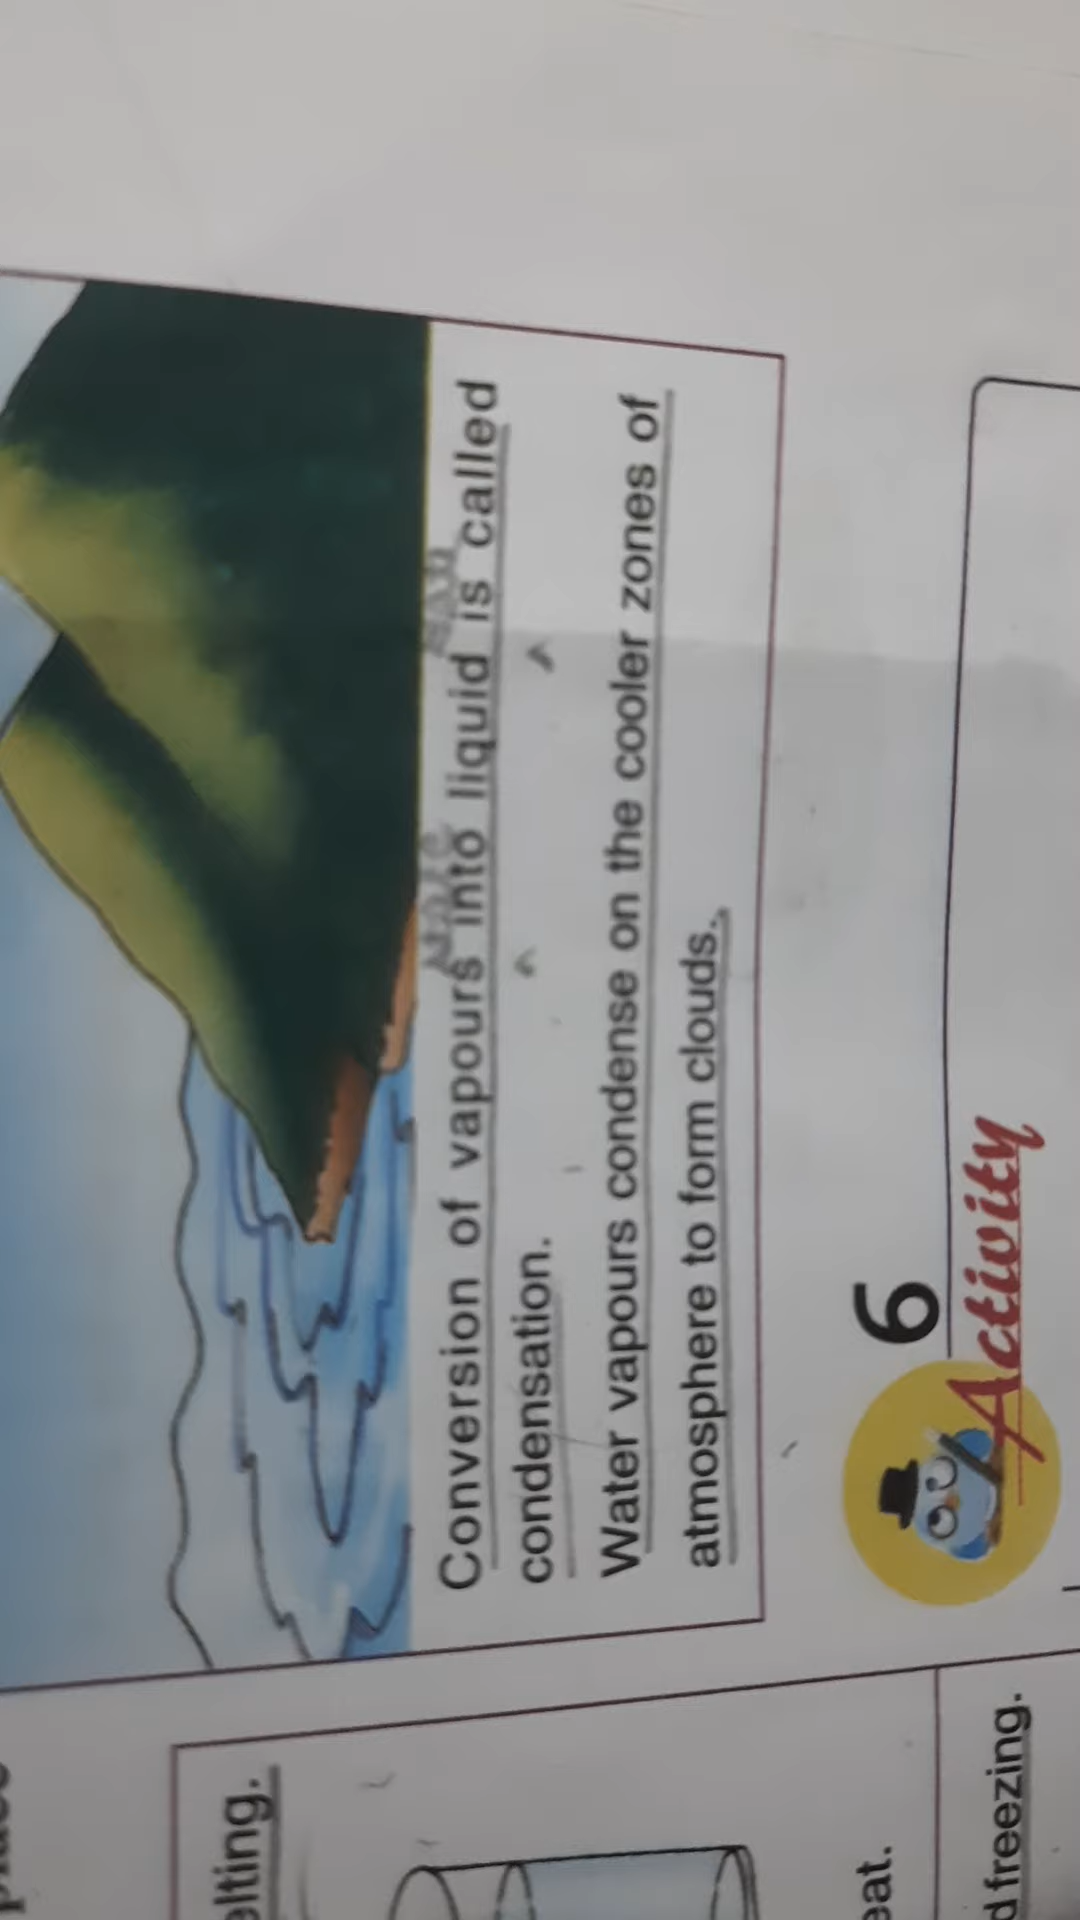 Conversion of vapours into liquid is called
condensation.
Water vapours condense on the cooler zones of
atmosphere to form clouds.
6
Activity
elting.
eat.
d freezing.